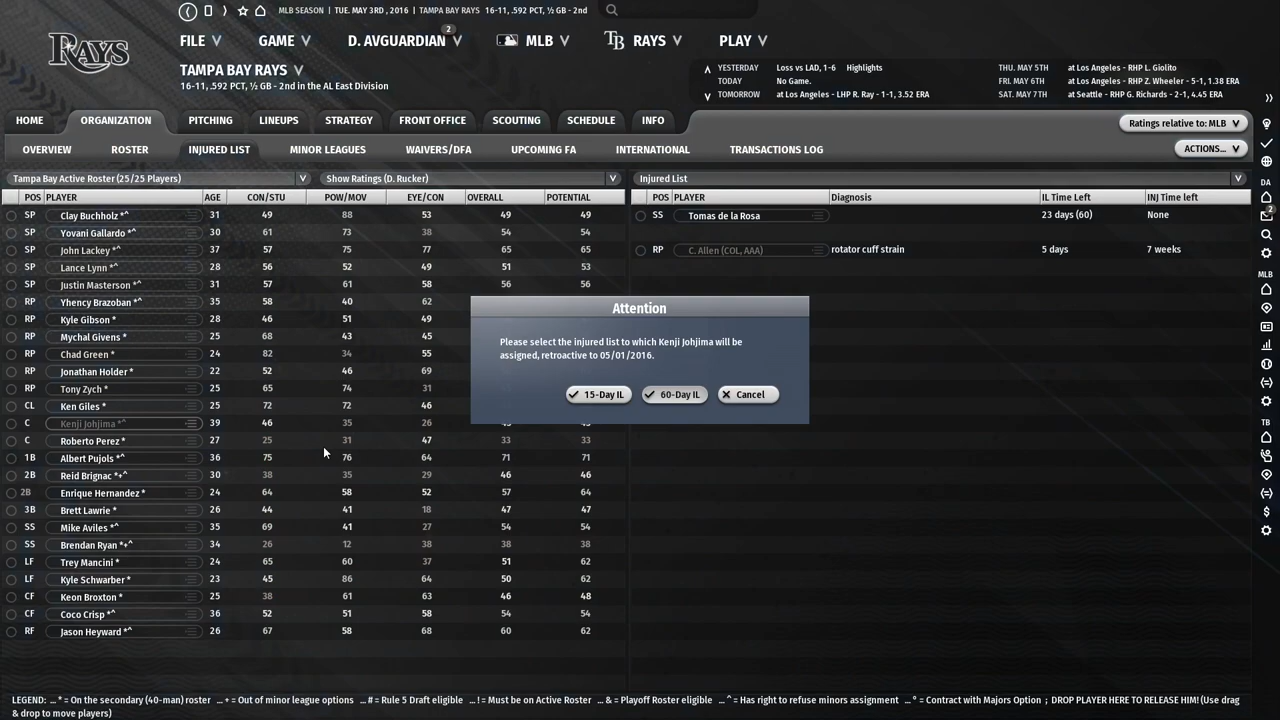 MLB SEASON | TUE. MAY 3RD , 2016 | TAMPA BAY RAYS 16-11, .592 PCT, ½ GB - 2nd
RAYS
FILE GAME D. AVGUARDIAN 2 MLB TB RAYS PLAY
TAMPA BAY RAYS
16-11, .592 PCT, ½ GB - 2nd in the AL East Division
YESTERDAY Loss vs LAD, 1-6 Highlights THU. MAY 5TH at Los Angeles - RHP L. Giolito
TODAY No Game. FRI. MAY 6TH at Los Angeles - RHP Z. Wheeler - 5-1, 1.38 ERA
TOMORROW at Los Angeles - LHP R. Ray - 1-1, 3.52 ERA SAT. MAY 7TH at Seattle - RHP G. Richards - 2-1, 4.45 ERA
HOME ORGANIZATION PITCHING LINEUPS STRATEGY FRONT OFFICE SCOUTING SCHEDULE INFO Ratings relative to: MLB
OVERVIEW ROSTER INJURED LIST MINOR LEAGUES WAIVERS/DFA UPCOMING FA INTERNATIONAL TRANSACTIONS LOG ACTIONS...
Tampa Bay Active Roster (25/25 Players) Show Ratings (D. Rucker) Injured List
POS PLAYER AGE CON/STU POW/MOV EYE/CON OVERALL POTENTIAL POS PLAYER Diagnosis IL Time Left INJ Time left
SP Clay Buchholz *^ 31 49 88 53 49 49 SS Tomas de la Rosa 23 days (60) None
SP Yovani Gallardo *^ 30 61 73 38 54 54
SP John Lackey *^ 37 57 75 77 65 65 RP C. Allen (COL, AAA) rotator cuff strain 5 days 7 weeks
SP Lance Lynn *^ 28 56 52 49 51 53
SP Justin Masterson *^ 31 57 61 58 56 56
RP Yhency Brazoban *^ 35 58 40 62
RP Kyle Gibson * 28 46 51 49
RP Mychal Givens * 25 68 43 45
RP Chad Green * 24 82 34 55
RP Jonathan Holder * 22 52 46 69
RP Tony Zych * 25 65 74 31
CL Ken Giles * 25 72 72 46
C Kenji Johjima *^ 39 46 35 26
C Roberto Perez * 27 25 31 47 33 33
1B Albert Pujols *^ 36 75 76 64 71 71
2B Reid Brignac *+^ 30 38 35 29 46 46
2B Enrique Hernandez * 24 64 58 52 57 64
3B Brett Lawrie * 26 44 41 18 47 47
SS Mike Aviles *^ 35 69 41 27 54 54
SS Brendan Ryan *+^ 34 26 12 38 38 38
LF Trey Mancini * 24 65 60 37 51 62
LF Kyle Schwarber * 23 45 86 64 50 62
CF Keon Broxton * 25 38 61 63 46 48
CF Coco Crisp *^ 36 52 51 58 54 54
RF Jason Heyward *^ 26 67 58 68 60 62
Attention
Please select the injured list to which Kenji Johjima will be
assigned, retroactive to 05/01/2016.
15-Day IL 60-Day IL Cancel
DA
2
MLB
TB
LEGEND: ... * = On the secondary (40-man) roster ... + = Out of minor league options ... # = Rule 5 Draft eligible ... ! = Must be on Active Roster ... & = Playoff Roster eligible ... ^ = Has right to refuse minors assignment ... ° = Contract with Majors Option ; DROP PLAYER HERE TO RELEASE HIM! (Use drag
& drop to move players)